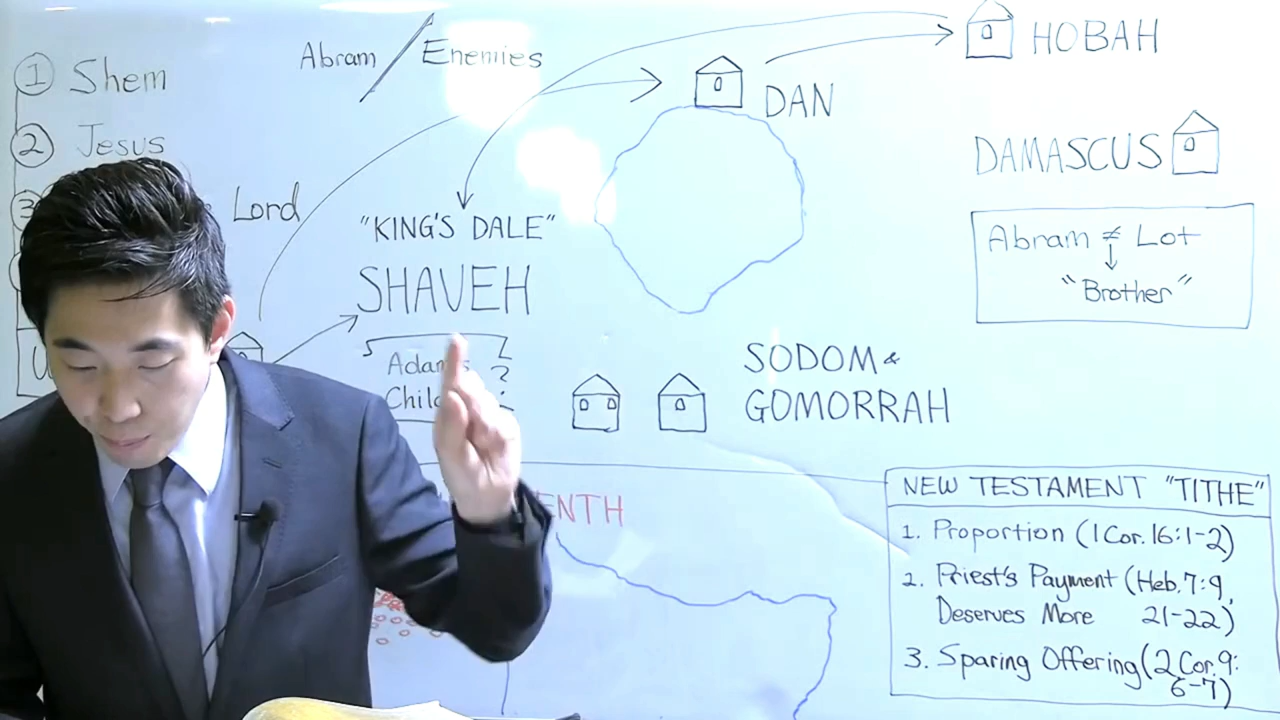 1 Shem
2 Jesus
3
Lord
Abram / Enemies
HOBAH
DAN
DAMASCUS
"KING'S DALE"
SHAVEH
?
Abram ≠ Lot
"Brother"
SODOM &
GOMORRAH
ENTH
NEW TESTAMENT "TITHE"
1. Proportion (1 Cor. 16:1-2)
2. Priest's Payment (Heb. 7:9,
Deserves More 21-22)
3. Sparing Offering (2 Cor. 9:
6-7)